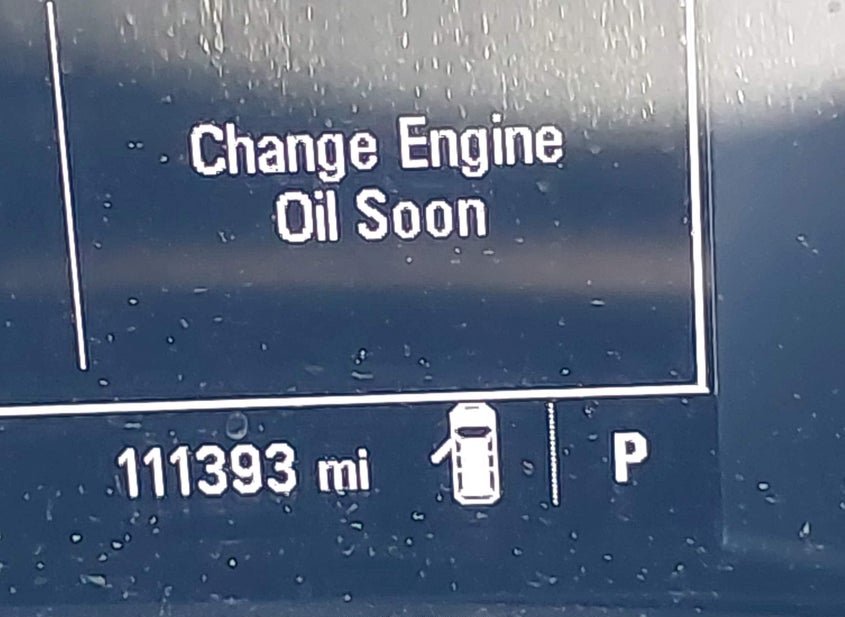 Change Engine
Oil Soon
111393 mi
P